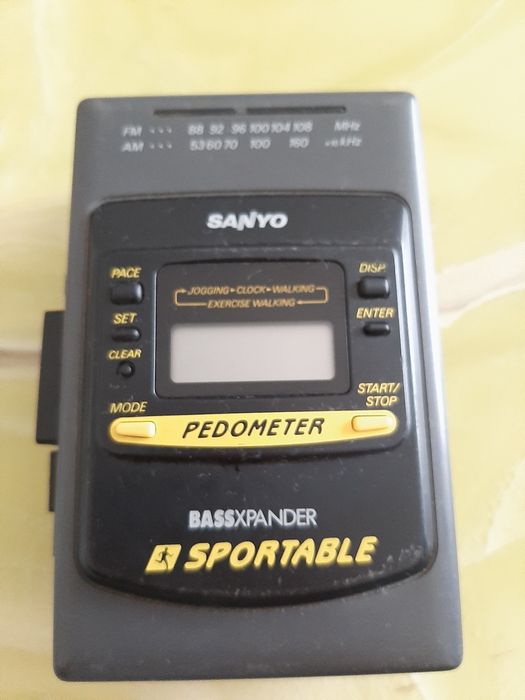 FM 88 92 96 100 104 108 MHz
AM 53 60 70 100 160 x10kHz
SANYO
PACE
DISP
JOGGING CLOCK WALKING
EXERCISE WALKING
SET
ENTER
CLEAR
MODE
START/
STOP
PEDOMETER
BASSXPANDER
SPORTABLE